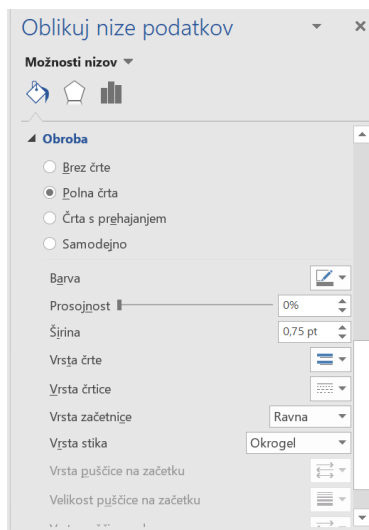 Oblikuj nize podatkov
Možnosti nizov
Obroba
Brez črte
Polna črta
Črta s prehajanjem
Samodejno
Barva
Prosojnost 0%
Širina 0,75 pt
Vrsta črte
Vrsta črtice
Vrsta začetnice Ravna
Vrsta stika Okrogel
Vrsta puščice na začetku
Velikost puščice na začetku